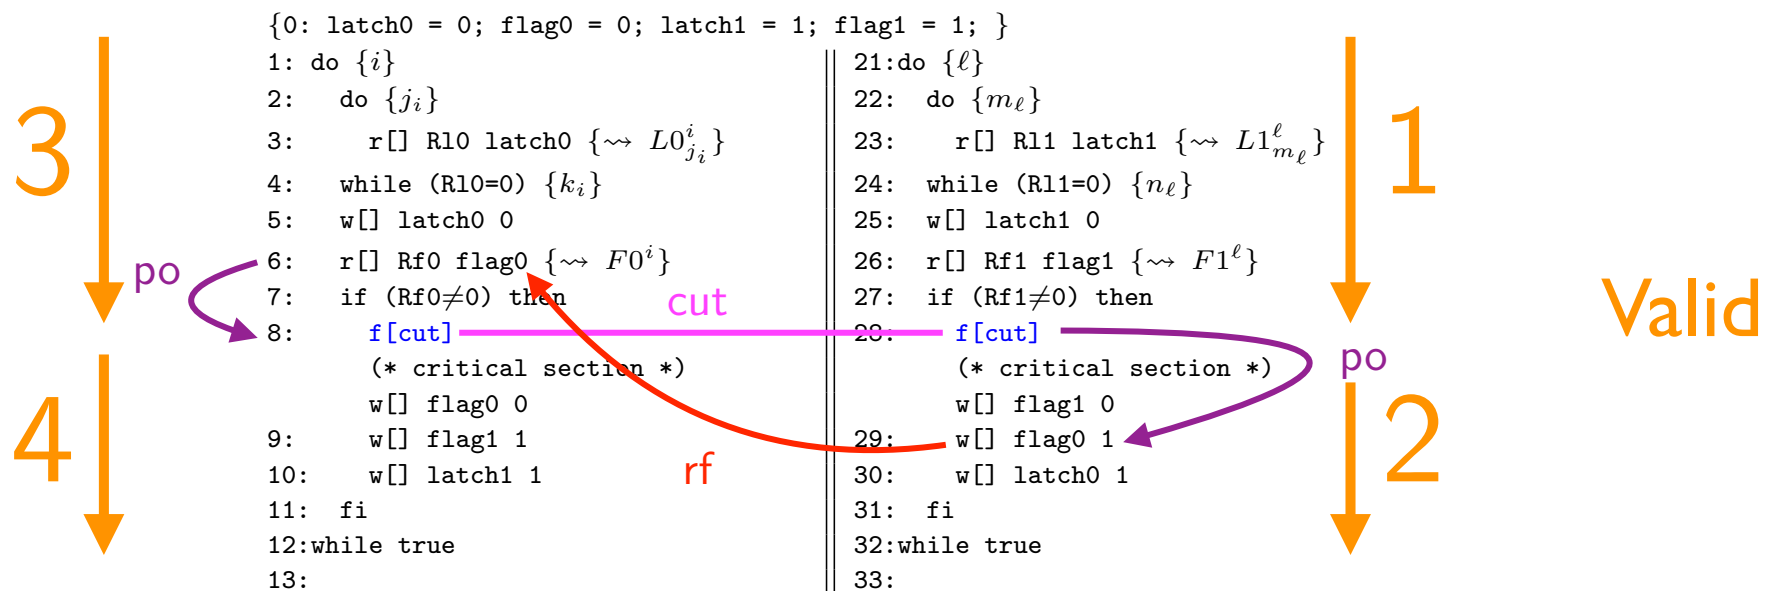 {0: latch0 = 0; flag0 = 0; latch1 = 1; flag1 = 1; }
1: do {i} 21:do {ℓ}
2: do {j_i} 22: do {m_ℓ}
3: r[] Rl0 latch0 {⇝ L0^i_{j_i}} 23: r[] Rl1 latch1 {⇝ L1^ℓ_{m_ℓ}}
4: while (Rl0=0) {k_i} 24: while (Rl1=0) {n_ℓ}
5: w[] latch0 0 25: w[] latch1 0
6: r[] Rf0 flag0 {⇝ F0^i} 26: r[] Rf1 flag1 {⇝ F1^ℓ}
7: if (Rf0≠0) then 27: if (Rf1≠0) then
8: f[cut] 28: f[cut]
(* critical section *) (* critical section *)
w[] flag0 0 w[] flag1 0
9: w[] flag1 1 29: w[] flag0 1
10: w[] latch1 1 30: w[] latch0 1
11: fi 31: fi
12:while true 32:while true
13: 33:
3
1
po
cut
Valid
po
4
2
rf